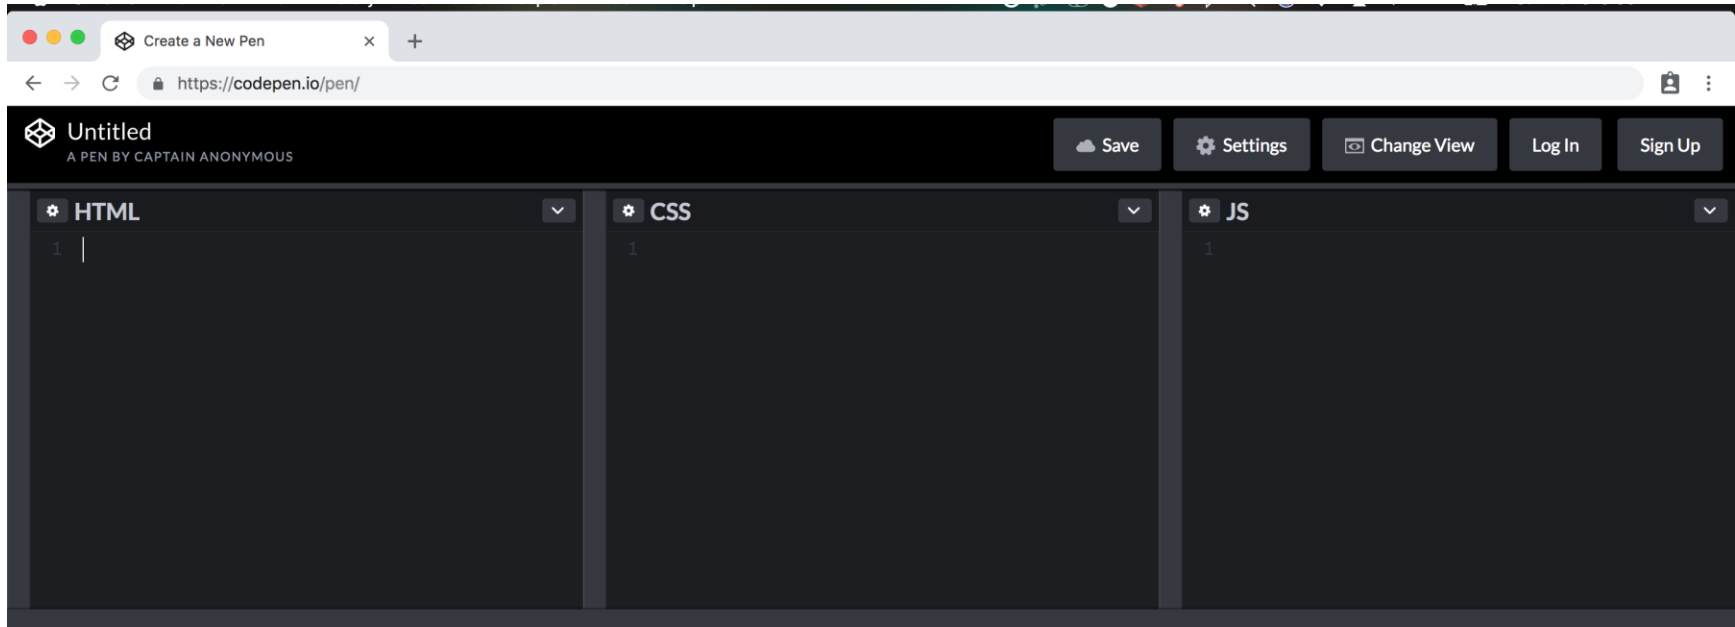 Create a New Pen
https://codepen.io/pen/
Untitled
A PEN BY CAPTAIN ANONYMOUS
Save
Settings
Change View
Log In
Sign Up
HTML
CSS
JS
1
1
1